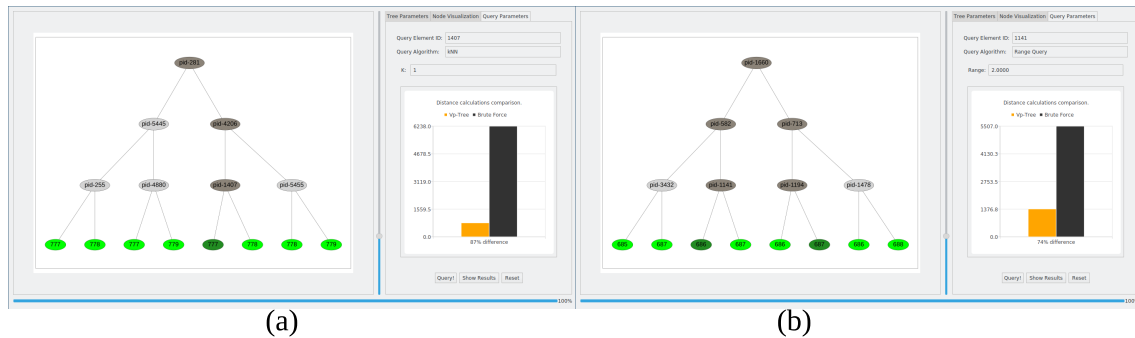 Tree Parameters Node Visualization Query Parameters
Query Element ID: 1407
Query Algorithm: kNN
K: 1
Distance calculations comparison.
Vp-Tree Brute Force
6238.0
4678.5
3119.0
1559.5
0.0
87% difference
Query! Show Results Reset
100%
pid-281
pid-5445 pid-4206
pid-255 pid-4880 pid-1407 pid-5455
777 778 777 779 777 778 778 779
(a)
Tree Parameters Node Visualization Query Parameters
Query Element ID: 1141
Query Algorithm: Range Query
Range: 2.0000
Distance calculations comparison.
Vp-Tree Brute Force
5507.0
4130.3
2753.5
1376.8
0.0
74% difference
Query! Show Results Reset
100%
pid-1660
pid-582 pid-713
pid-3432 pid-1141 pid-1194 pid-1478
685 687 686 687 686 687 686 688
(b)